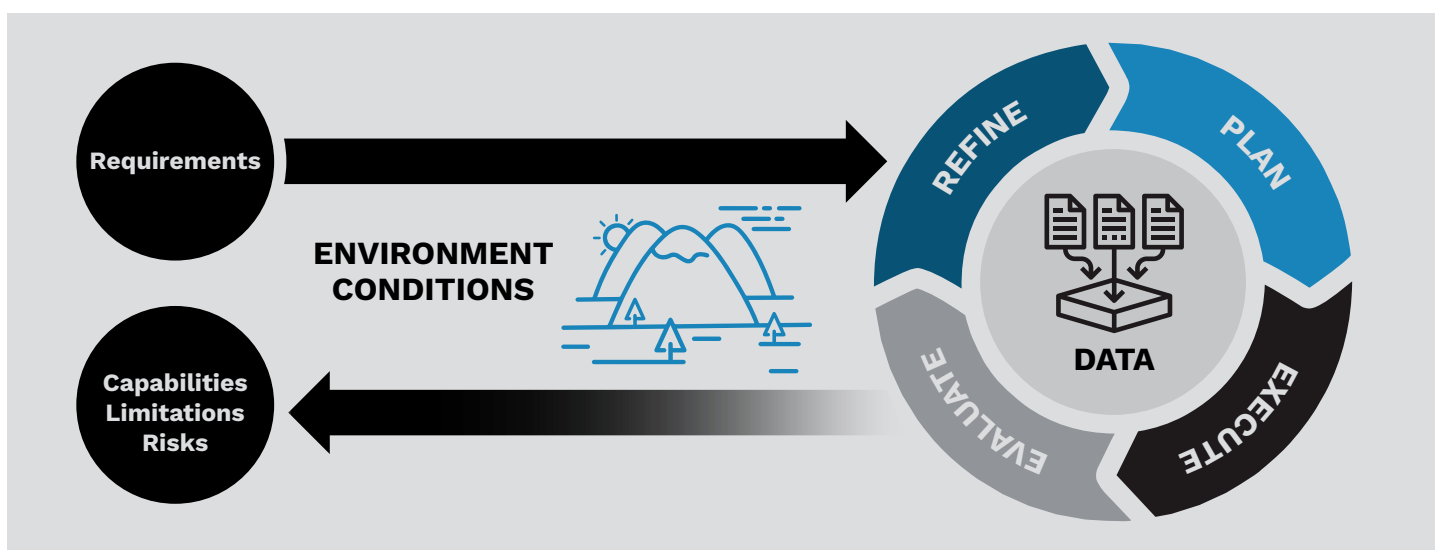 Requirements
ENVIRONMENT
CONDITIONS
Capabilities
Limitations
Risks
REFINE
PLAN
EXECUTE
EVALUATE
DATA